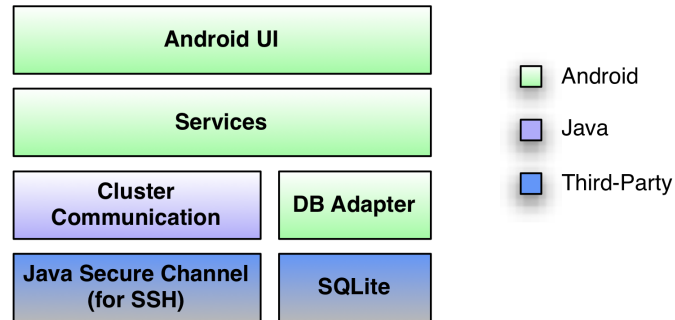 Android UI
Services
Cluster
Communication
DB Adapter
Java Secure Channel
(for SSH)
SQLite
Android
Java
Third-Party